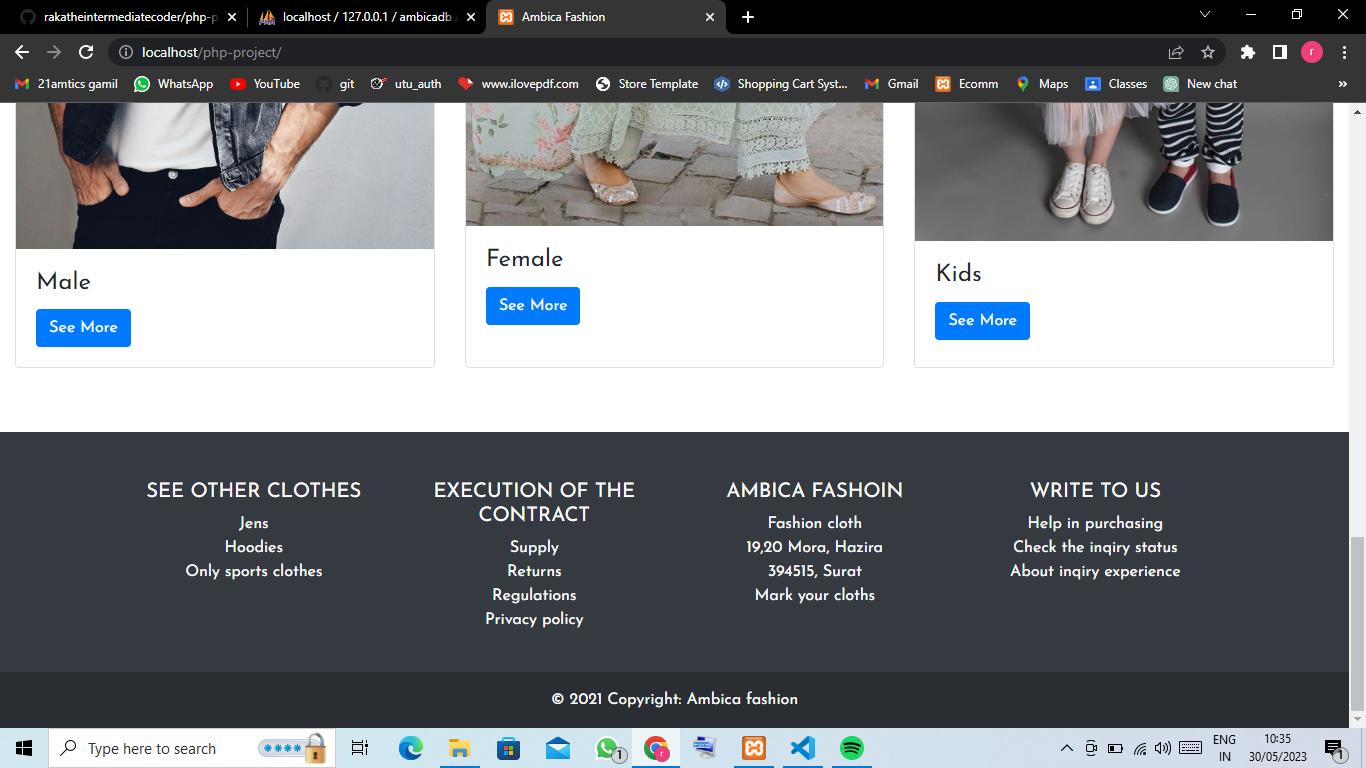 rakatheintermediatecoder/php-p
localhost / 127.0.0.1 / ambicadb
Ambica Fashion
localhost/php-project/
21amtics gamil
WhatsApp
YouTube
git
utu_auth
www.ilovepdf.com
Store Template
Shopping Cart Syst...
Gmail
Ecomm
Maps
Classes
New chat
»
Male
See More
Female
See More
Kids
See More
SEE OTHER CLOTHES
Jens
Hoodies
Only sports clothes
EXECUTION OF THE
CONTRACT
Supply
Returns
Regulations
Privacy policy
AMBICA FASHOIN
Fashion cloth
19,20 Mora, Hazira
394515, Surat
Mark your cloths
WRITE TO US
Help in purchasing
Check the inqiry status
About inqiry experience
© 2021 Copyright: Ambica fashion
Type here to search
1
ENG
IN
10:35
30/05/2023
1